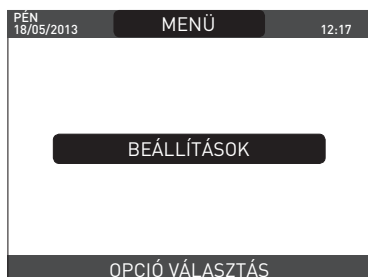 PÉN
18/05/2013
MENÜ
12:17
BEÁLLÍTÁSOK
OPCIÓ VÁLASZTÁS